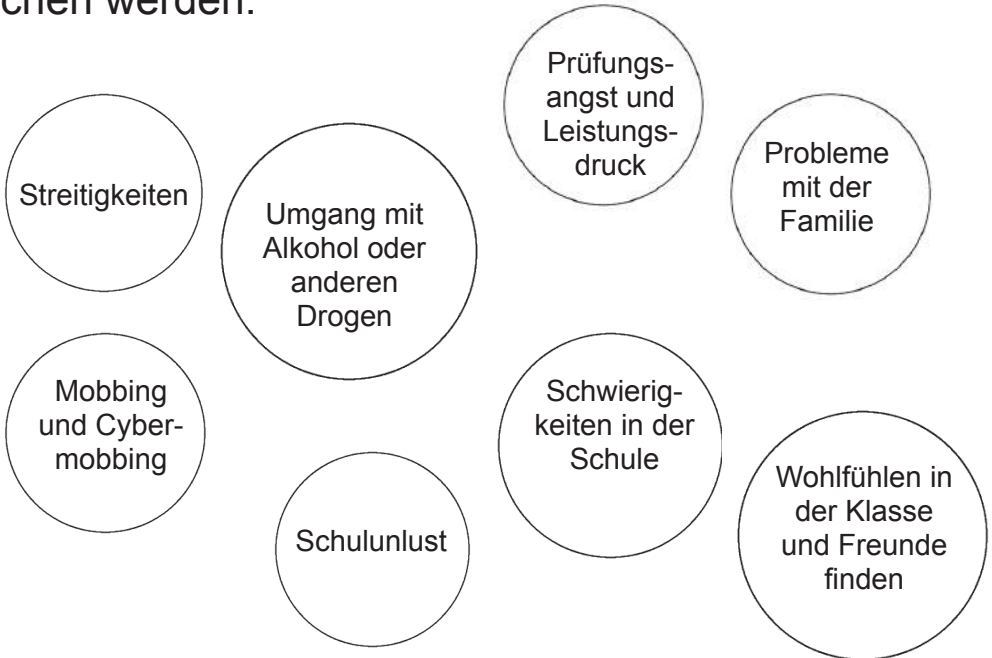 chen werden:
Prüfungs-
angst und
Leistungs-
druck
Probleme
mit der
Familie
Streitigkeiten
Umgang mit
Alkohol oder
anderen
Drogen
Mobbing
und Cyber-
mobbing
Schwierig-
keiten in der
Schule
Wohlfühlen in
der Klasse
und Freunde
finden
Schulunlust